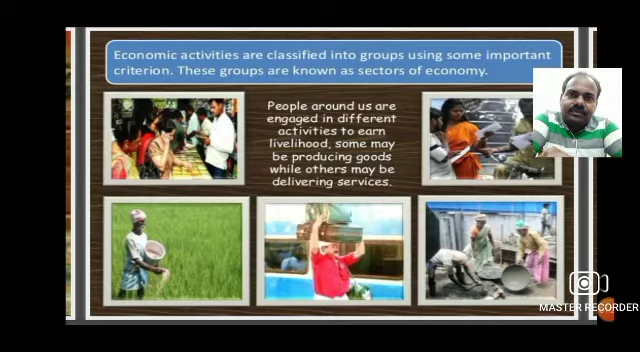 Economic activities are classified into groups using some important
criterion. These groups are known as sectors of economy.
People around us are
engaged in different
activities to earn
livelihood, some may
be producing goods
while others may be
delivering services.
MASTER RECORDER